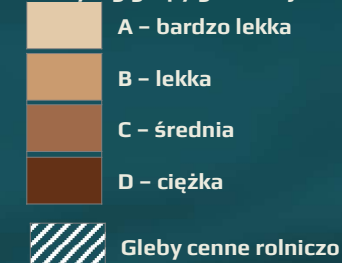 A – bardzo lekka
B – lekka
C – średnia
D – ciężka
Gleby cenne rolniczo